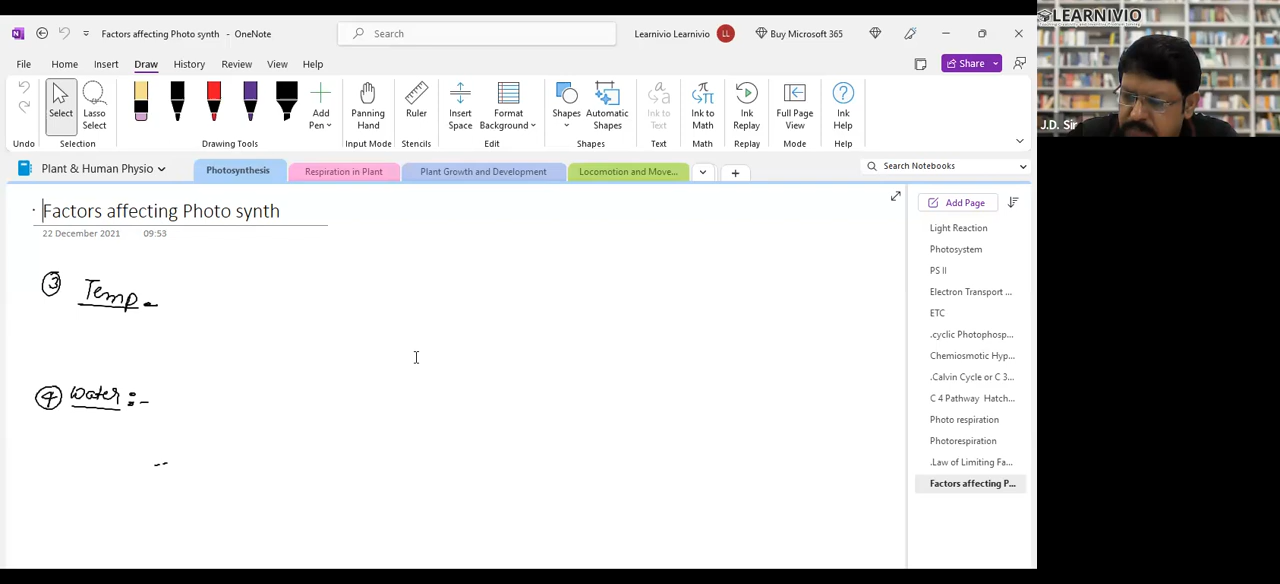 Factors affecting Photo synth - OneNote
Search
Learnivio Learnivio LL
Buy Microsoft 365
LEARNIVIO
File Home Insert Draw History Review View Help
Share
Select
Lasso Select
Add Pen
Panning Hand
Ruler
Insert Space
Format Background
Shapes
Automatic Shapes
Ink to Text
Ink to Math
Ink Replay
Full Page View
Ink Help
J.D. Sir
Undo Selection Drawing Tools Input Mode Stencils Edit Shapes Text Math Replay Mode Help
Plant & Human Physio
Photosynthesis
Respiration in Plant
Plant Growth and Development
Locomotion and Move...
Search Notebooks
Add Page
Factors affecting Photo synth
22 December 2021 09:53
③ Temp -
④ Water :-
Light Reaction
Photosystem
PS II
Electron Transport ...
ETC
.cyclic Photophosp...
Chemiosmotic Hyp...
.Calvin Cycle or C 3...
C 4 Pathway Hatch...
Photo respiration
Photorespiration
.Law of Limiting Fa...
Factors affecting P...